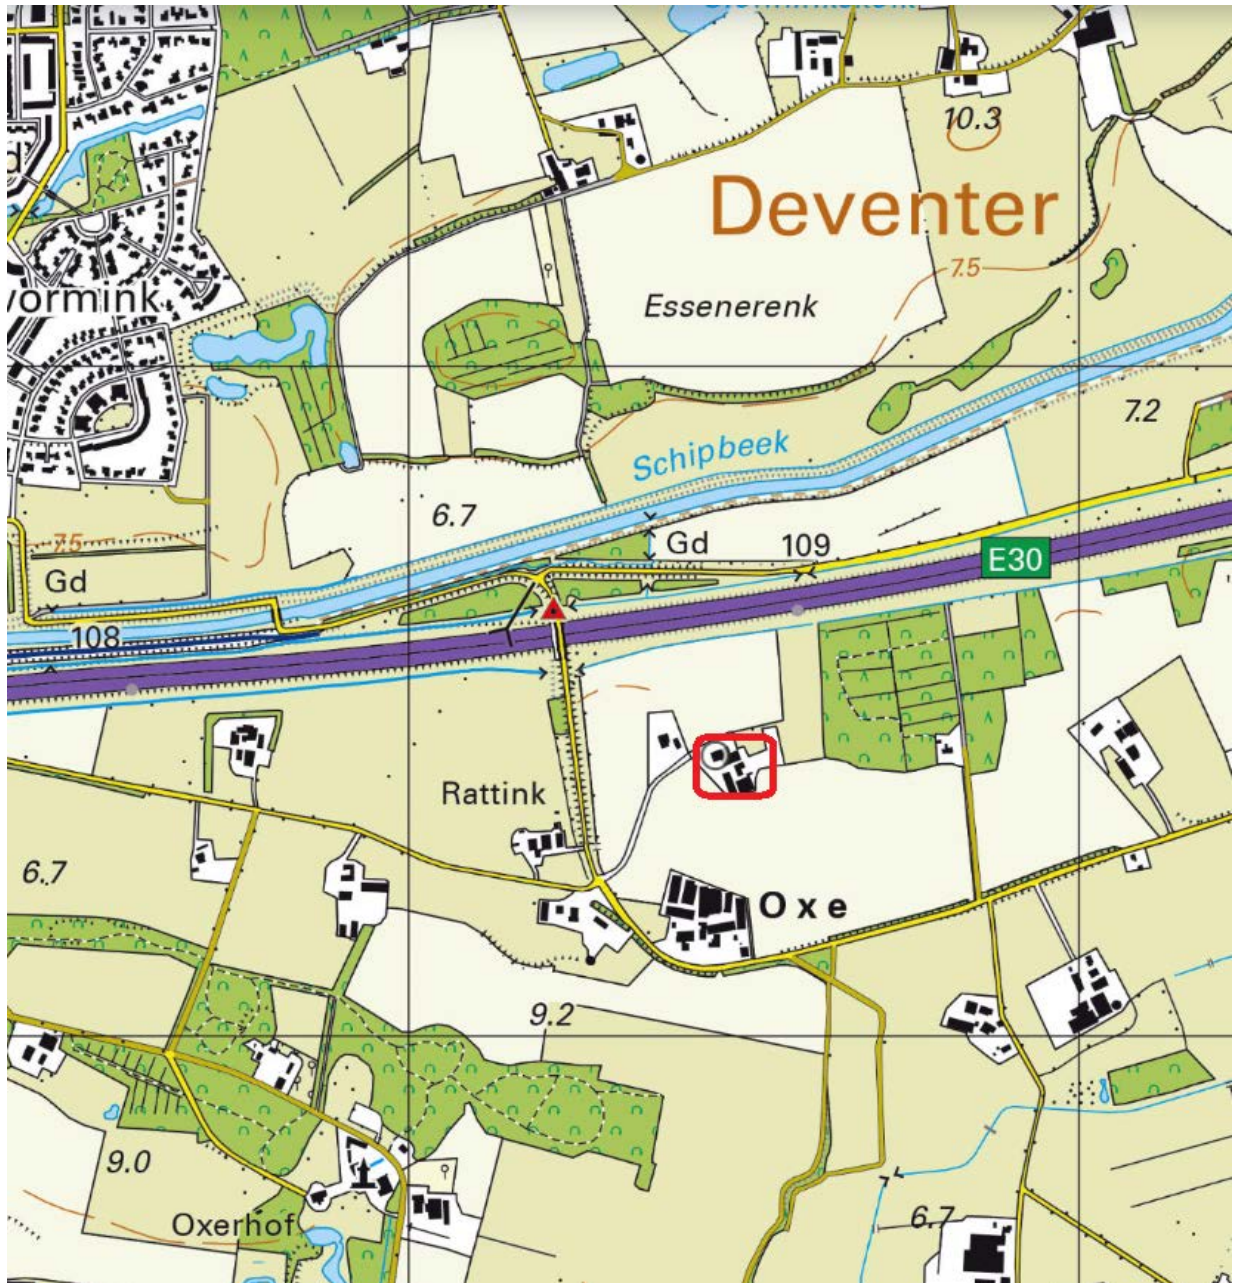 10.3
Deventer
7.5
vormink
Essenerenk
7.2
Schipbeek
6.7
7.5
Gd
109
E30
Gd
108
Rattink
6.7
Oxe
9.2
9.0
Oxerhof
6.7